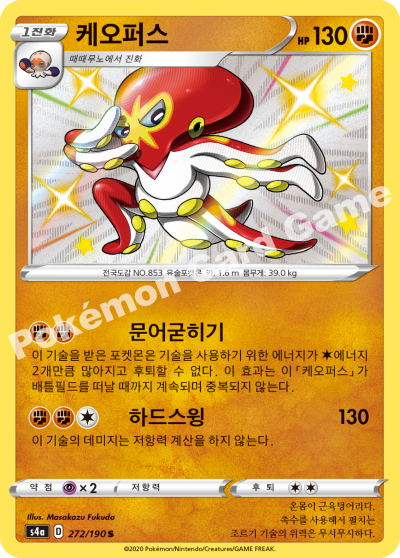 1진화
케오퍼스
HP 130
때때무노에서 진화
전국도감 NO.853 유술포켓몬 키: 1.6 m 몸무게: 39.0 kg
Pokémon Card Game
문어굳히기
이 기술을 받은 포켓몬은 기술을 사용하기 위한 에너지가 에너지
2개만큼 많아지고 후퇴할 수 없다. 이 효과는 이 「케오퍼스」가
배틀필드를 떠날 때까지 계속되며 중복되지 않는다.
하드스윙 130
이 기술의 데미지는 저항력 계산을 하지 않는다.
약점 ×2 저항력 후퇴
Illus. Masakazu Fukuda
s4a D 272/190 S
온몸이 근육덩어리다.
촉수를 사용해서 펼치는
조르기 기술의 위력은 무시무시하다.
©2020 Pokémon/Nintendo/Creatures/GAME FREAK.